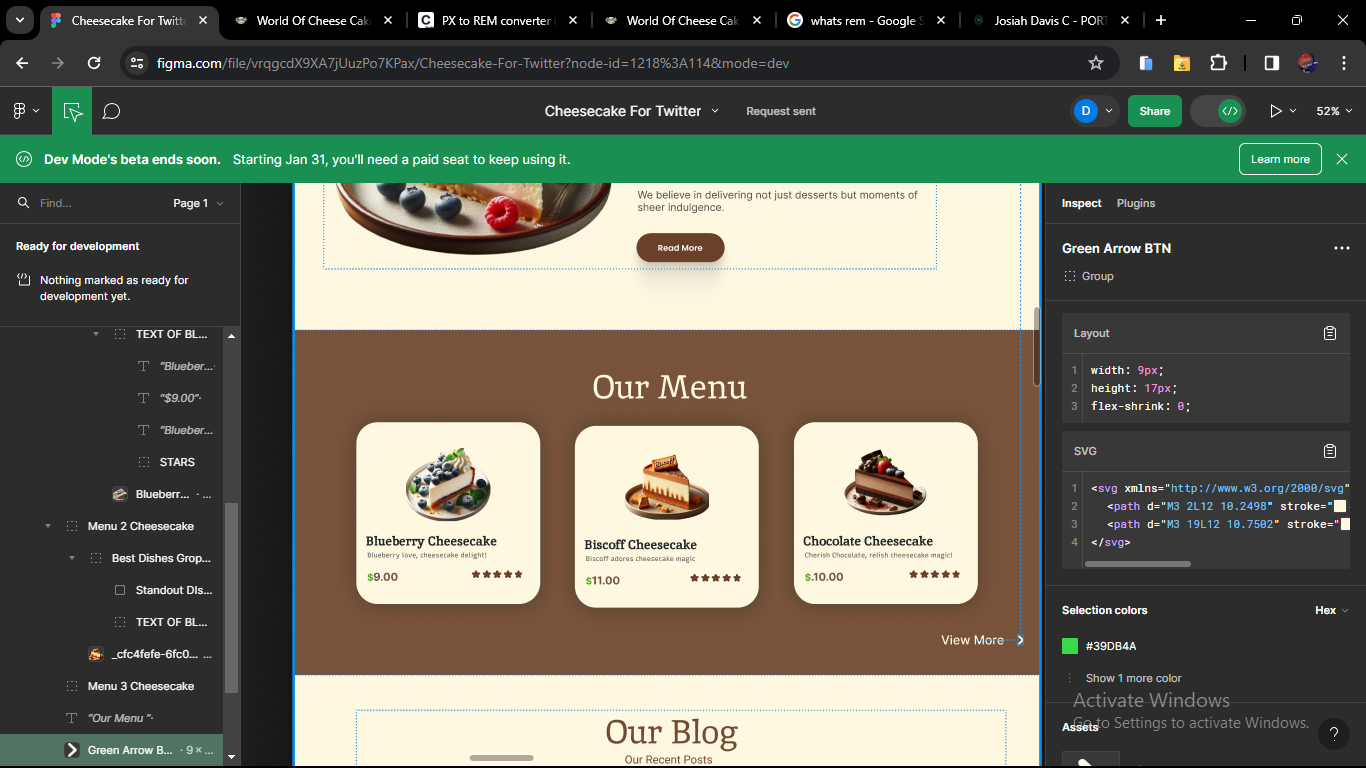 Cheesecake For Twitt
World Of Cheese Cak
PX to REM converter
World Of Cheese Cak
whats rem - Google S
Josiah Davis C - PORT
figma.com/file/vrqgcdX9XA7jUuzPo7KPax/Cheesecake-For-Twitter?node-id=1218%3A114&mode=dev
Cheesecake For Twitter
Request sent
D
Share
52%
Dev Mode's beta ends soon. Starting Jan 31, you'll need a paid seat to keep using it.
Learn more
Find...
Page 1
Ready for development
Nothing marked as ready for
development yet.
TEXT OF BL...
"Blueber...
"$9.00"
"Blueber...
STARS
Blueberr... - ...
Menu 2 Cheesecake
Best Dishes Grop...
Standout DIs...
TEXT OF BL...
_cfc4fefe-6fc0... ...
Menu 3 Cheesecake
"Our Menu "
Green Arrow B... - 9 × ...
We believe in delivering not just desserts but moments of
sheer indulgence.
Read More
Our Menu
Biscoff
Blueberry Cheesecake
Blueberry love, cheesecake delight!
$9.00
Biscoff Cheesecake
Biscoff adores cheesecake magic
$11.00
Chocolate Cheesecake
Cherish Chocolate, relish cheesecake magic!
$.10.00
View More
Our Blog
Our Recent Posts
Inspect
Plugins
Green Arrow BTN
Group
Layout
1 width: 9px;
2 height: 17px;
3 flex-shrink: 0;
SVG
1 <svg xmlns="http://www.w3.org/2000/svg"
2 <path d="M3 2L12 10.2498" stroke="
3 <path d="M3 19L12 10.7502" stroke="
4 </svg>
Selection colors
Hex
#39DB4A
Show 1 more color
Activate Windows
Go to Settings to activate Windows.
Assets
?